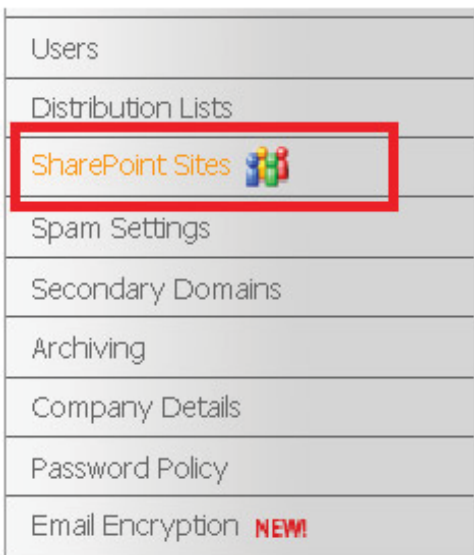 Users
Distribution Lists
SharePoint Sites
Spam Settings
Secondary Domains
Archiving
Company Details
Password Policy
Email Encryption NEW!